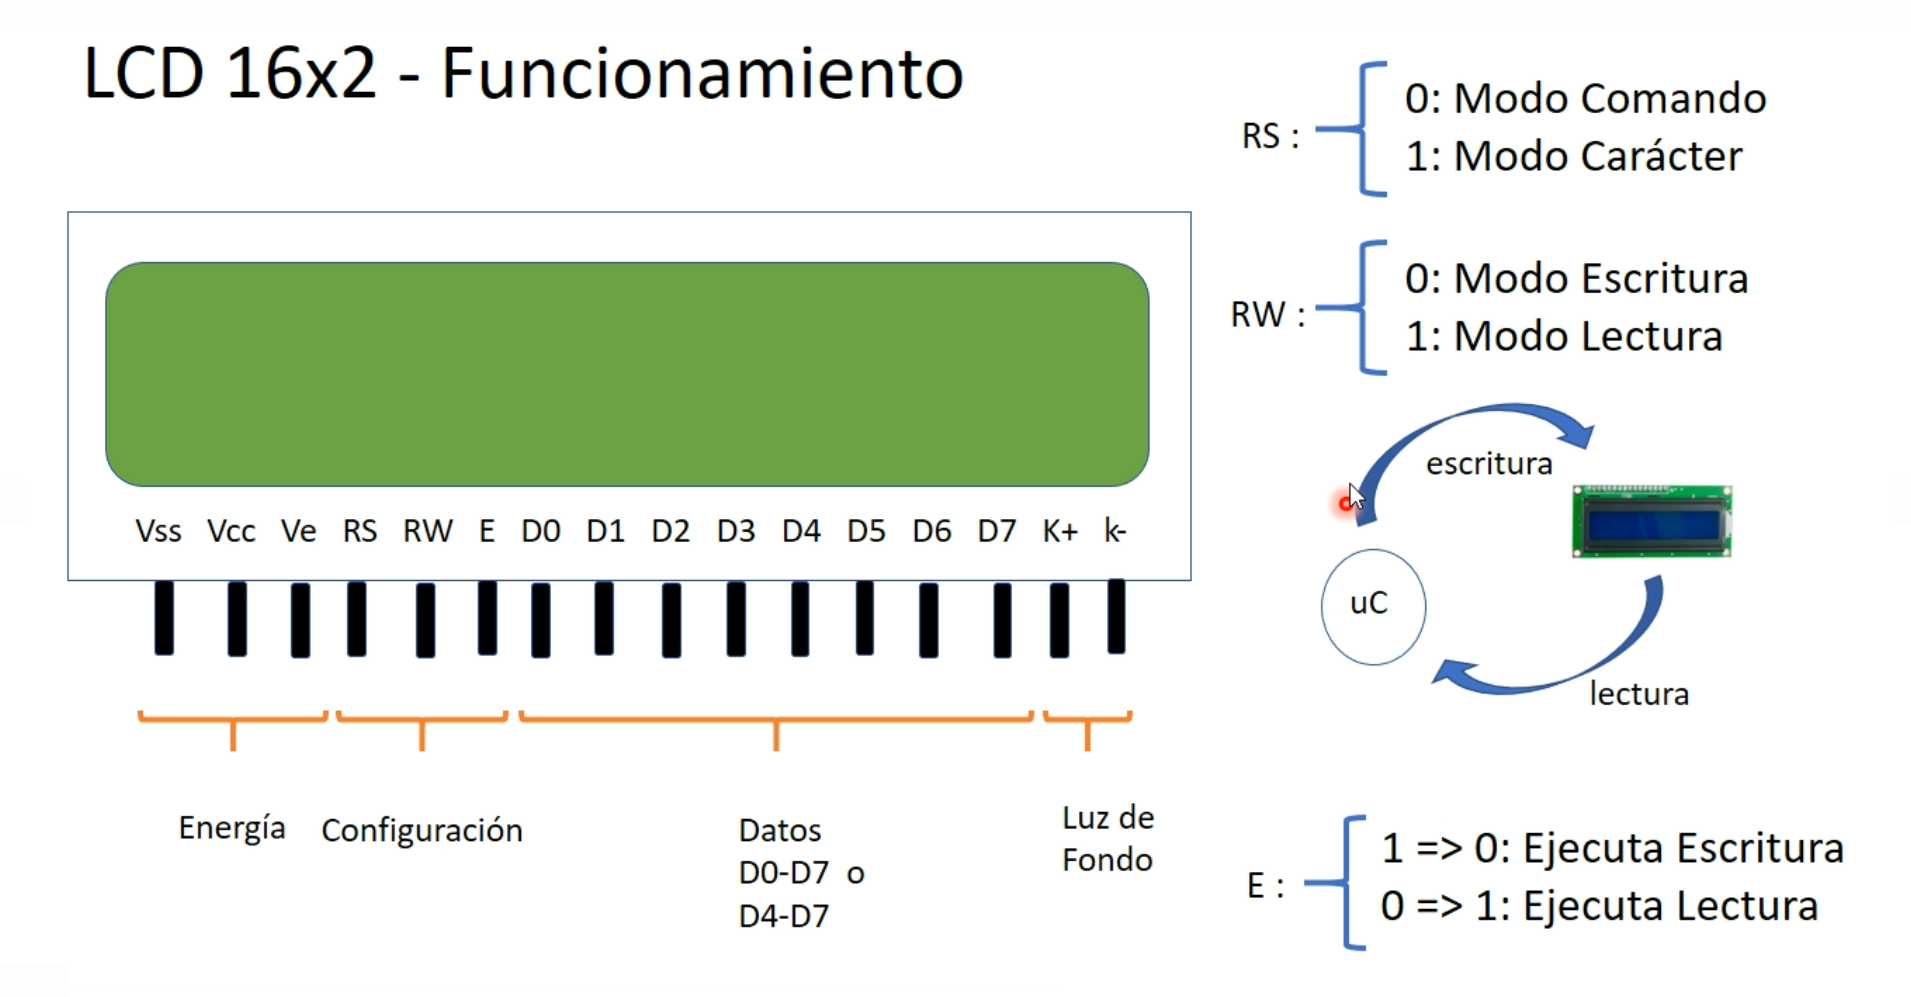 LCD 16x2 - Funcionamiento
Vss Vcc Ve RS RW E D0 D1 D2 D3 D4 D5 D6 D7 K+ k-
Energía
Configuración
Datos
D0-D7 o
D4-D7
Luz de
Fondo
RS :
0: Modo Comando
1: Modo Carácter
RW :
0: Modo Escritura
1: Modo Lectura
escritura
uC
lectura
E :
1 => 0: Ejecuta Escritura
0 => 1: Ejecuta Lectura